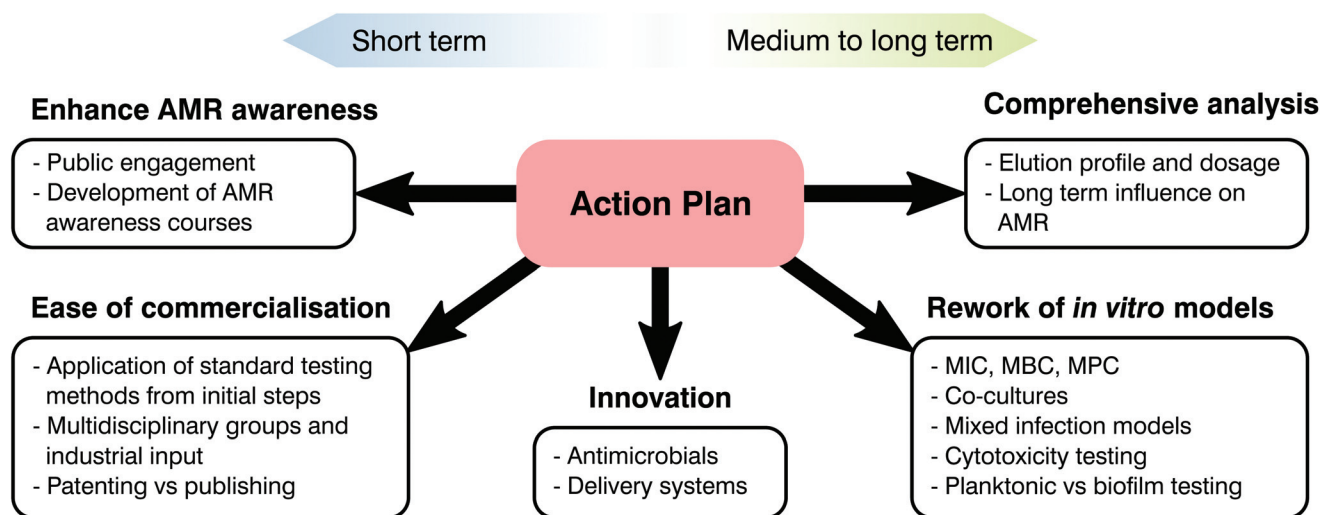 Short term
Medium to long term
Enhance AMR awareness
- Public engagement
- Development of AMR
awareness courses
Comprehensive analysis
- Elution profile and dosage
- Long term influence on
AMR
Action Plan
Ease of commercialisation
- Application of standard testing
methods from initial steps
- Multidisciplinary groups and
industrial input
- Patenting vs publishing
Innovation
- Antimicrobials
- Delivery systems
Rework of in vitro models
- MIC, MBC, MPC
- Co-cultures
- Mixed infection models
- Cytotoxicity testing
- Planktonic vs biofilm testing